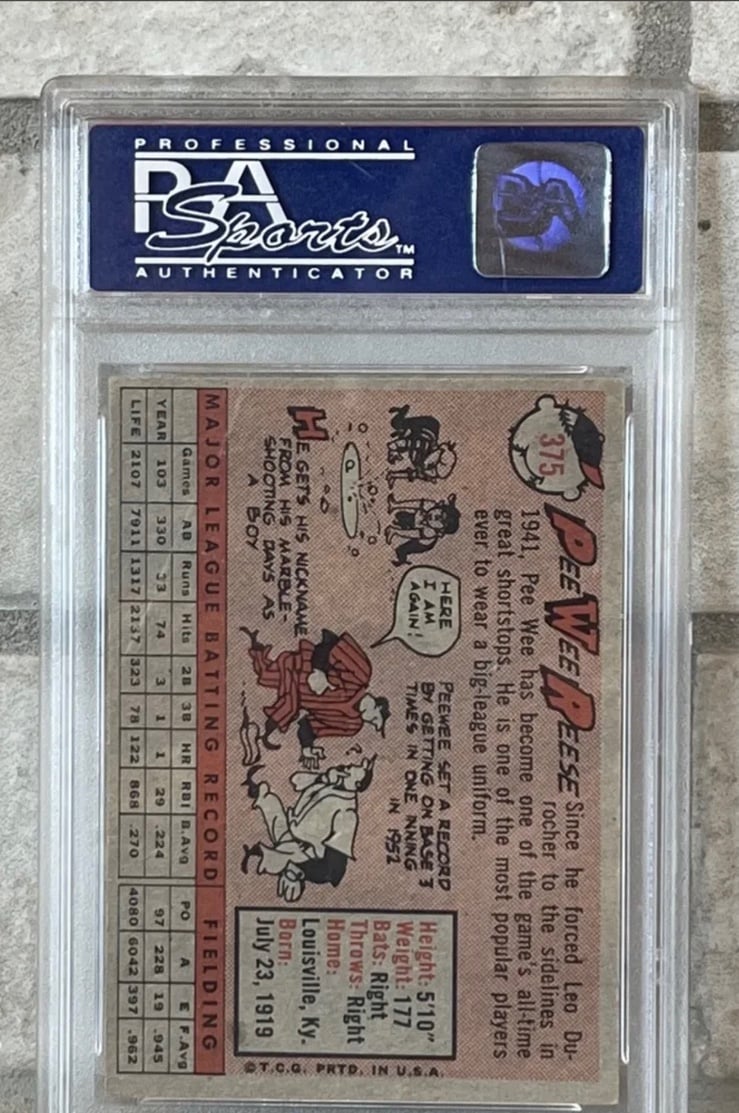 PROFESSIONAL
PSA
Sports™
AUTHENTICATOR
375
PEE WEE REESE
Since he forced Leo Du-
rocher to the sidelines in
1941, Pee Wee has become one of the game's all-time
great shortstops. He is one of the most popular players
ever to wear a big-league uniform.
HERE
I AM
AGAIN!
PEEWEE SET A RECORD
BY GETTING ON BASE 3
TIMES IN ONE INNING
IN 1952
HE GETS HIS NICKNAME
FROM HIS MARBLE-
SHOOTING DAYS AS
A BOY
Height: 5'10"
Weight: 177
Bats: Right
Throws: Right
Home:
Louisville, Ky.
Born:
July 23, 1919
©T.C.G. PRTD. IN U.S.A.
MAJOR LEAGUE BATTING RECORD FIELDING
YEAR Games AB Runs Hits 2B 3B HR RBI B.Avg PO A E F.Avg
103 330 33 74 3 1 1 29 .224 97 228 19 .945
LIFE 2107 7911 1317 2137 323 78 122 868 .270 4080 6042 397 .962